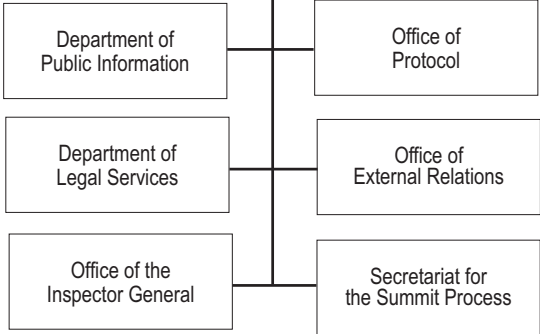 Department of
Public Information
Office of
Protocol
Department of
Legal Services
Office of
External Relations
Office of the
Inspector General
Secretariat for
the Summit Process